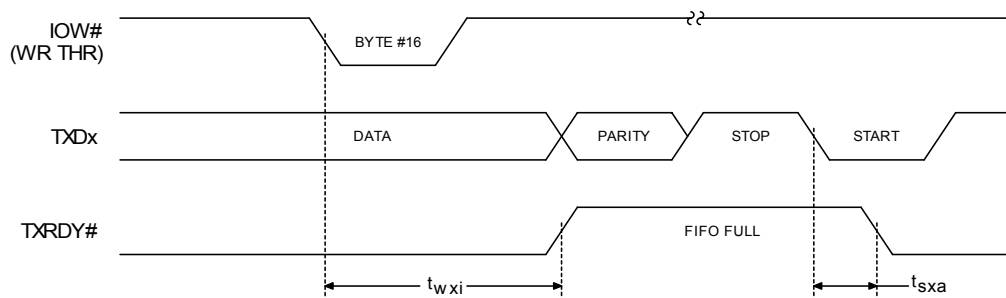 IOW#
(WR THR)
BYTE #16
TXDx
DATA
PARITY
STOP
START
TXRDY#
FIFO FULL
twxi
tsxa